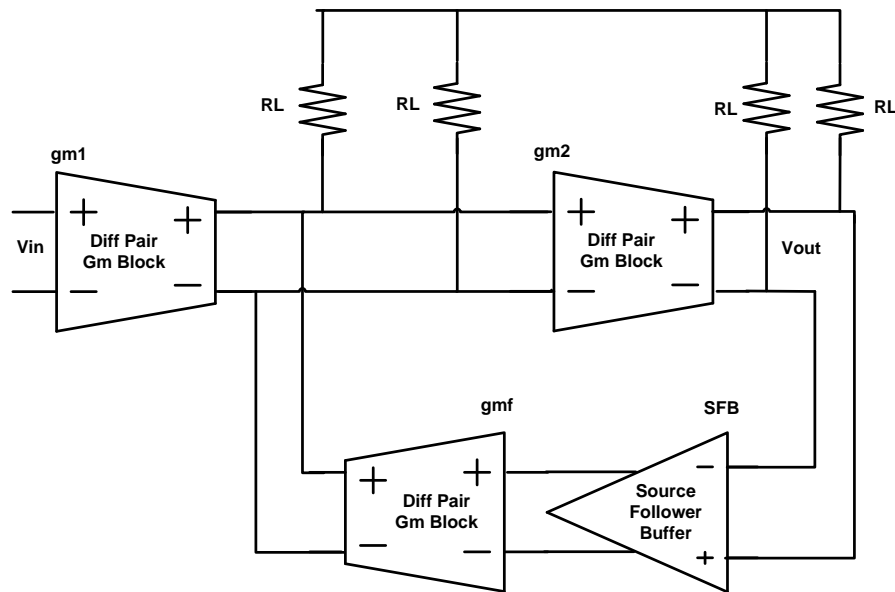 RL
RL
RL
RL
gm1
gm2
+
+
Vin
Diff Pair
Gm Block
−
−
+
+
Diff Pair
Gm Block
−
−
Vout
gmf
SFB
+
+
Diff Pair
Gm Block
−
−
−
Source
Follower
Buffer
+